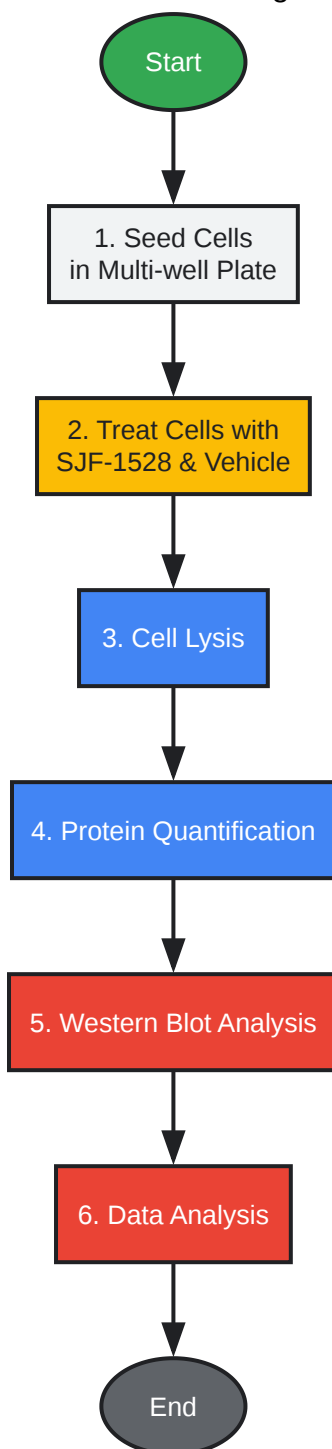 Start
1. Seed Cells
in Multi-well Plate
2. Treat Cells with
SJF-1528 & Vehicle
3. Cell Lysis
4. Protein Quantification
5. Western Blot Analysis
6. Data Analysis
End